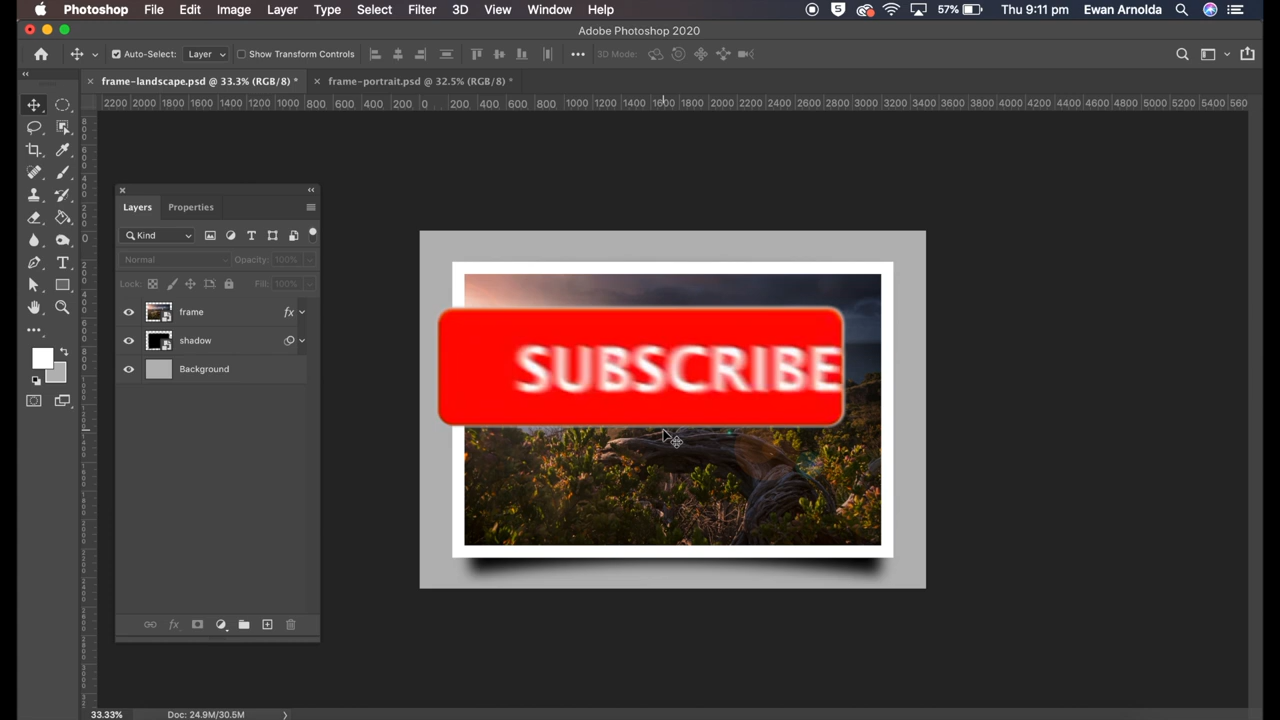 Photoshop File Edit Image Layer Type Select Filter 3D View Window Help 57% Thu 9:11 pm Ewan Arnolda
Adobe Photoshop 2020
Auto-Select: Layer Show Transform Controls 3D Mode:
frame-landscape.psd @ 33.3% (RGB/8) * frame-portrait.psd @ 32.5% (RGB/8) *
2200 2000 1800 1600 1400 1200 1000 800 600 400 200 0 200 400 600 800 1000 1200 1400 1600 1800 2000 2200 2400 2600 2800 3000 3200 3400 3600 3800 4000 4200 4400 4600 4800 5000 5200 5400 560
Layers Properties
Kind
Normal Opacity: 100%
Lock: Fill: 100%
frame fx
shadow
Background
SUBSCRIBE
fx
33.33% Doc: 24.9M/30.5M